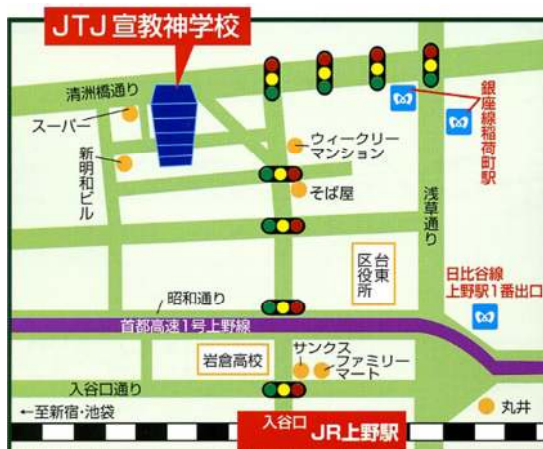 JTJ宣教神学校
清洲橋通り
スーパー
新明和ビル
ウィークリー
マンション
そば屋
銀座線稲荷町駅
浅草通り
台東
区役所
日比谷線
上野駅1番出口
昭和通り
首都高速1号上野線
岩倉高校
サンクス
ファミリー
マート
入谷口通り
←至新宿・池袋
入谷口
JR上野駅
丸井